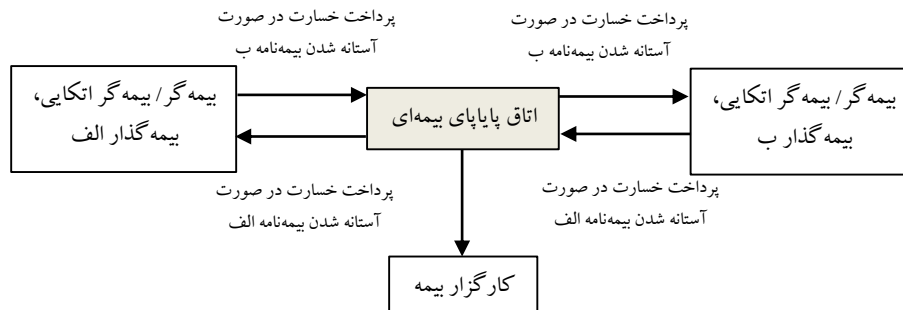 پرداخت خسارت در صورت
آستانه شدن بیمه‌نامه ب
پرداخت خسارت در صورت
آستانه شدن بیمه‌نامه ب
بیمه‌گر/ بیمه‌گر اتکایی،
بیمه‌گذار ب
اتاق پایاپای بیمه‌ای
بیمه‌گر/ بیمه‌گر اتکایی،
بیمه‌گذار الف
پرداخت خسارت در صورت
آستانه شدن بیمه‌نامه الف
پرداخت خسارت در صورت
آستانه شدن بیمه‌نامه الف
کارگزار بیمه